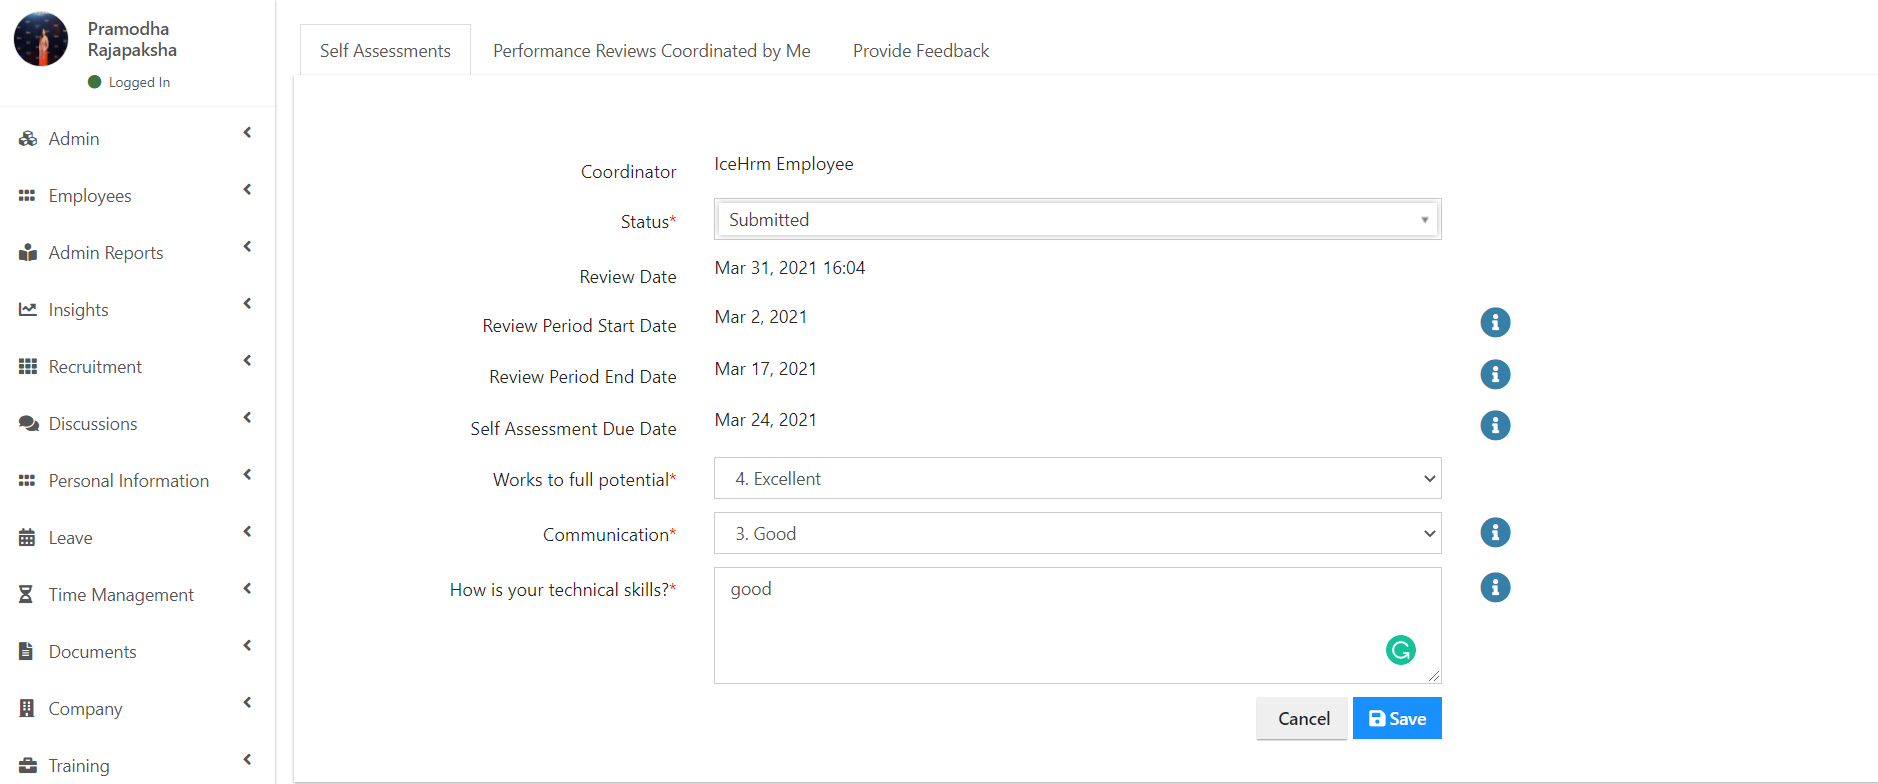 Pramodha
Rajapaksha
Logged In
Admin
Employees
Admin Reports
Insights
Recruitment
Discussions
Personal Information
Leave
Time Management
Documents
Company
Training
Self Assessments
Performance Reviews Coordinated by Me
Provide Feedback
Coordinator IceHrm Employee
Status* Submitted
Review Date Mar 31, 2021 16:04
Review Period Start Date Mar 2, 2021
Review Period End Date Mar 17, 2021
Self Assessment Due Date Mar 24, 2021
Works to full potential* 4. Excellent
Communication* 3. Good
How is your technical skills?* good
Cancel
Save